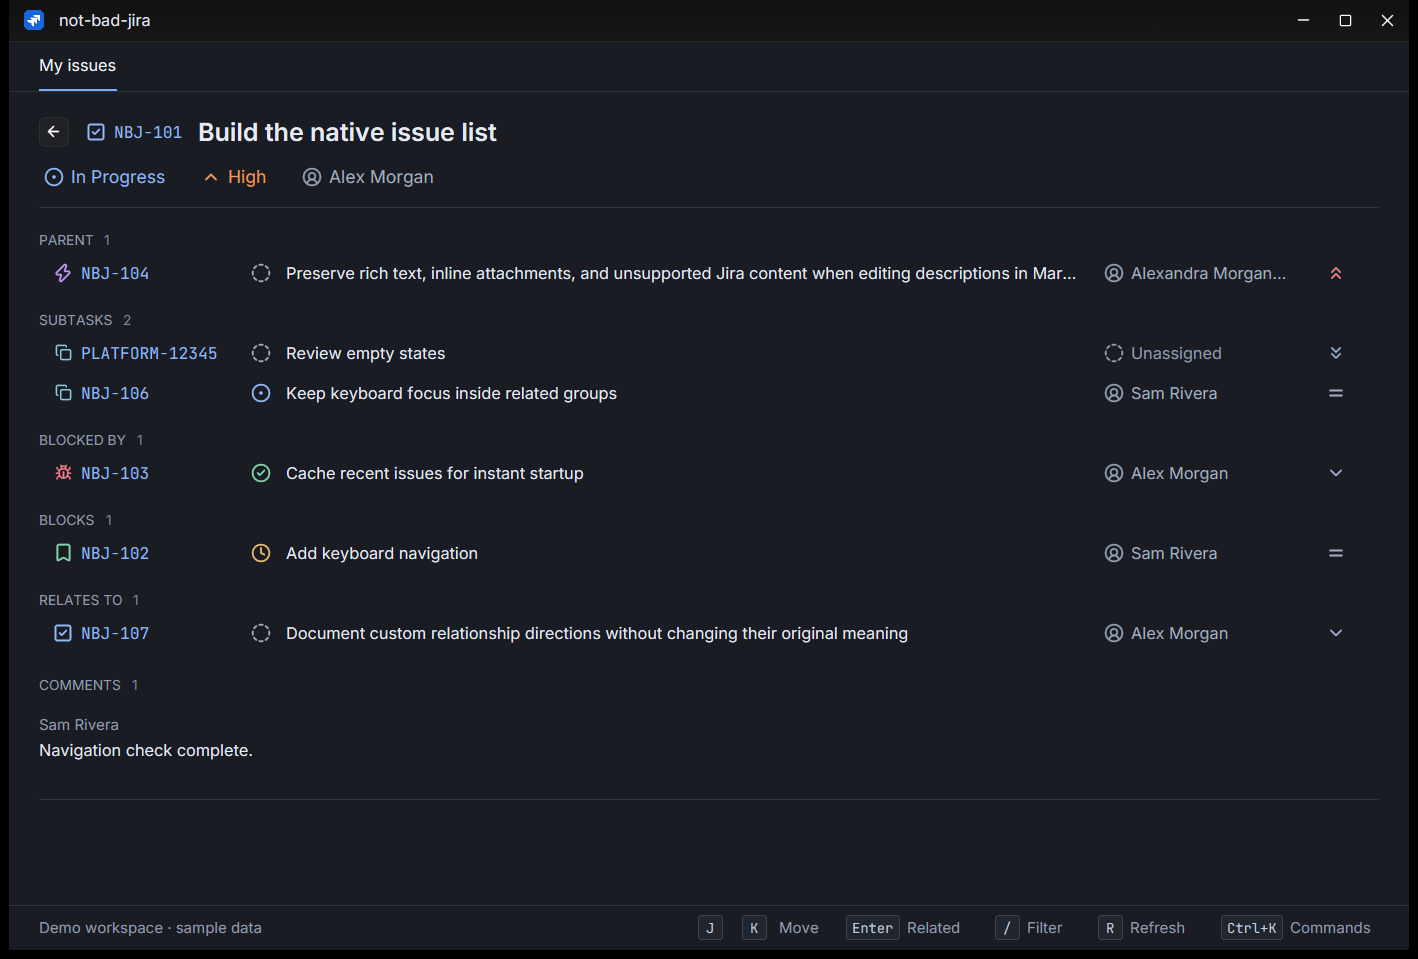 not-bad-jira
My issues
NBJ-101 Build the native issue list
In Progress High Alex Morgan
PARENT 1
NBJ-104 Preserve rich text, inline attachments, and unsupported Jira content when editing descriptions in Mar... Alexandra Morgan...
SUBTASKS 2
PLATFORM-12345 Review empty states Unassigned
NBJ-106 Keep keyboard focus inside related groups Sam Rivera
BLOCKED BY 1
NBJ-103 Cache recent issues for instant startup Alex Morgan
BLOCKS 1
NBJ-102 Add keyboard navigation Sam Rivera
RELATES TO 1
NBJ-107 Document custom relationship directions without changing their original meaning Alex Morgan
COMMENTS 1
Sam Rivera
Navigation check complete.
Demo workspace · sample data J K Move Enter Related / Filter R Refresh Ctrl+K Commands